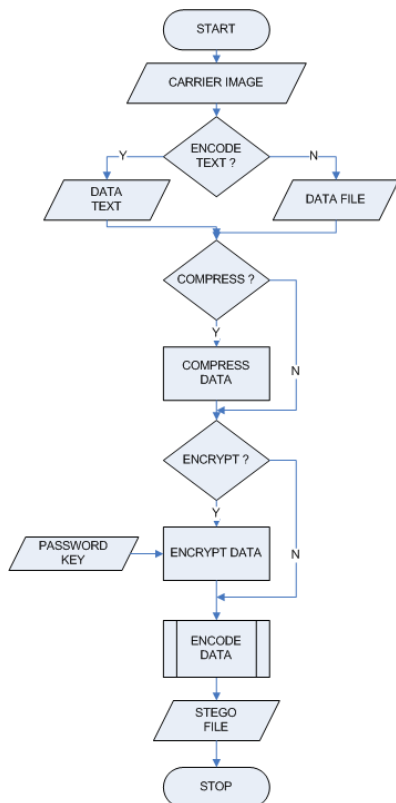 START
CARRIER IMAGE
ENCODE
TEXT ?
Y
N
DATA
TEXT
DATA FILE
COMPRESS ?
Y
N
COMPRESS
DATA
ENCRYPT ?
Y
N
PASSWORD
KEY
ENCRYPT DATA
ENCODE
DATA
STEGO
FILE
STOP